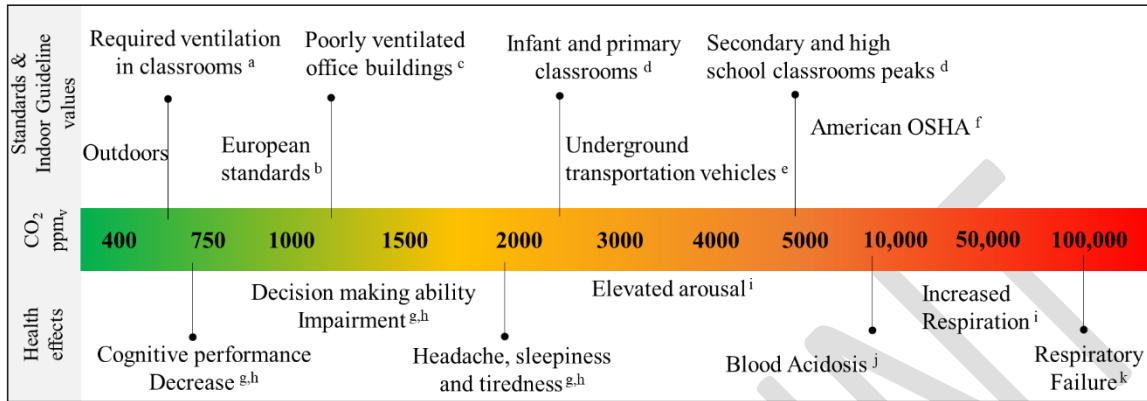 Standards &
Indoor Guideline
values
Required ventilation
in classrooms a
Poorly ventilated
office buildings c
Infant and primary
classrooms d
Secondary and high
school classrooms peaks d
Outdoors
European
standards b
Underground
transportation vehicles e
American OSHA f
CO2
ppmv
400 750 1000 1500 2000 3000 4000 5000 10,000 50,000 100,000
Health
effects
Decision making ability
Impairment g,h
Elevated arousal i
Increased
Respiration i
Cognitive performance
Decrease g,h
Headache, sleepiness
and tiredness g,h
Blood Acidosis j
Respiratory
Failure k